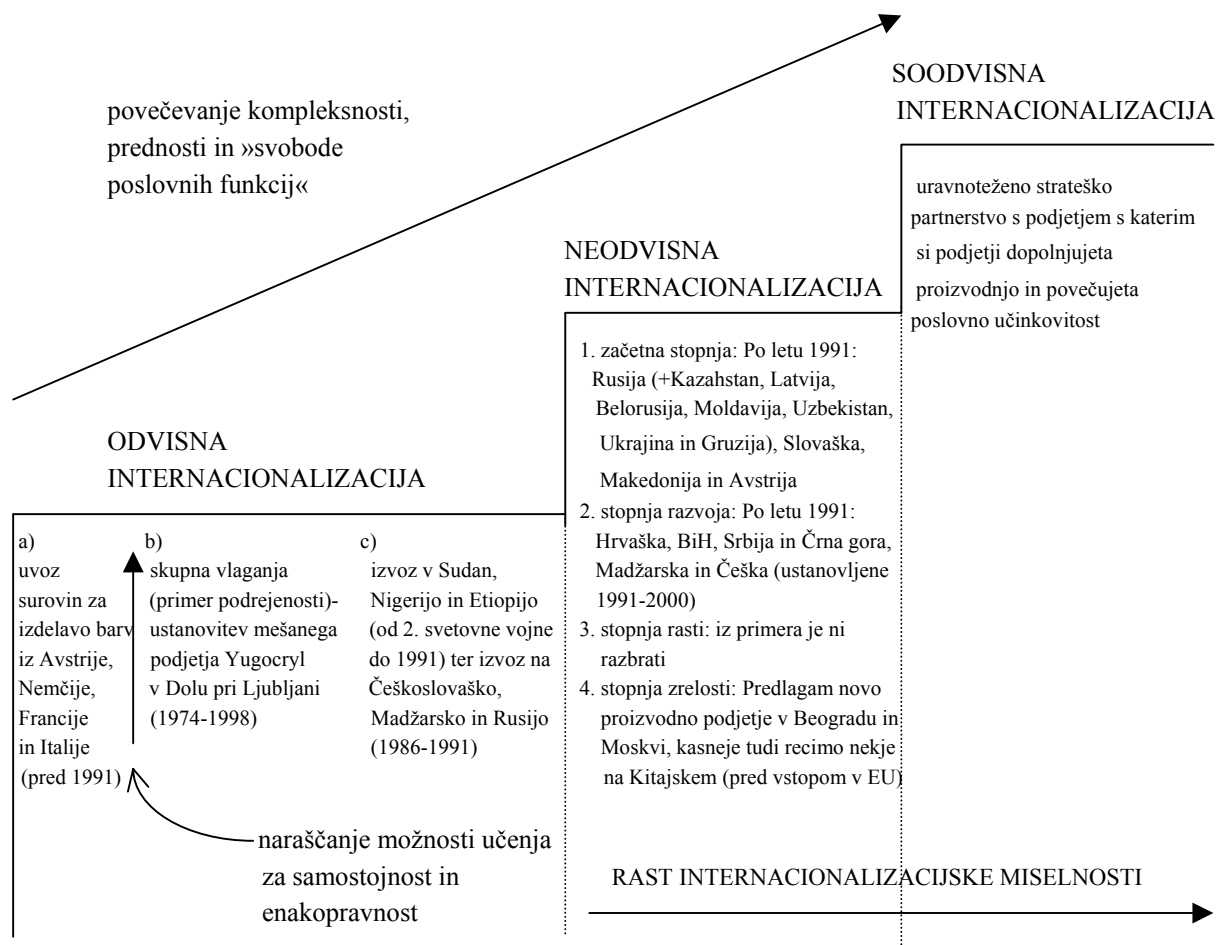 povečevanje kompleksnosti,
prednosti in »svobode
poslovnih funkcij«
SOODVISNA
INTERNACIONALIZACIJA
uravnoteženo strateško
partnerstvo s podjetjem s katerim
si podjetji dopolnjujeta
proizvodnjo in povečujeta
poslovno učinkovitost
NEODVISNA
INTERNACIONALIZACIJA
1. začetna stopnja: Po letu 1991:
Rusija (+Kazahstan, Latvija,
Belorusija, Moldavija, Uzbekistan,
Ukrajina in Gruzija), Slovaška,
Makedonija in Avstrija
2. stopnja razvoja: Po letu 1991:
Hrvaška, BiH, Srbija in Črna gora,
Madžarska in Češka (ustanovljene
1991-2000)
3. stopnja rasti: iz primera je ni
razbrati
4. stopnja zrelosti: Predlagam novo
proizvodno podjetje v Beogradu in
Moskvi, kasneje tudi recimo nekje
na Kitajskem (pred vstopom v EU)
ODVISNA
INTERNACIONALIZACIJA
a)
uvoz
surovin za
izdelavo barv
iz Avstrije,
Nemčije,
Francije
in Italije
(pred 1991)
b)
skupna vlaganja
(primer podrejenosti)-
ustanovitev mešanega
podjetja Yugocryl
v Dolu pri Ljubljani
(1974-1998)
c)
izvoz v Sudan,
Nigerijo in Etiopijo
(od 2. svetovne vojne
do 1991) ter izvoz na
Češkoslovaško,
Madžarsko in Rusijo
(1986-1991)
naraščanje možnosti učenja
za samostojnost in
enakopravnost
RAST INTERNACIONALIZACIJSKE MISELNOSTI